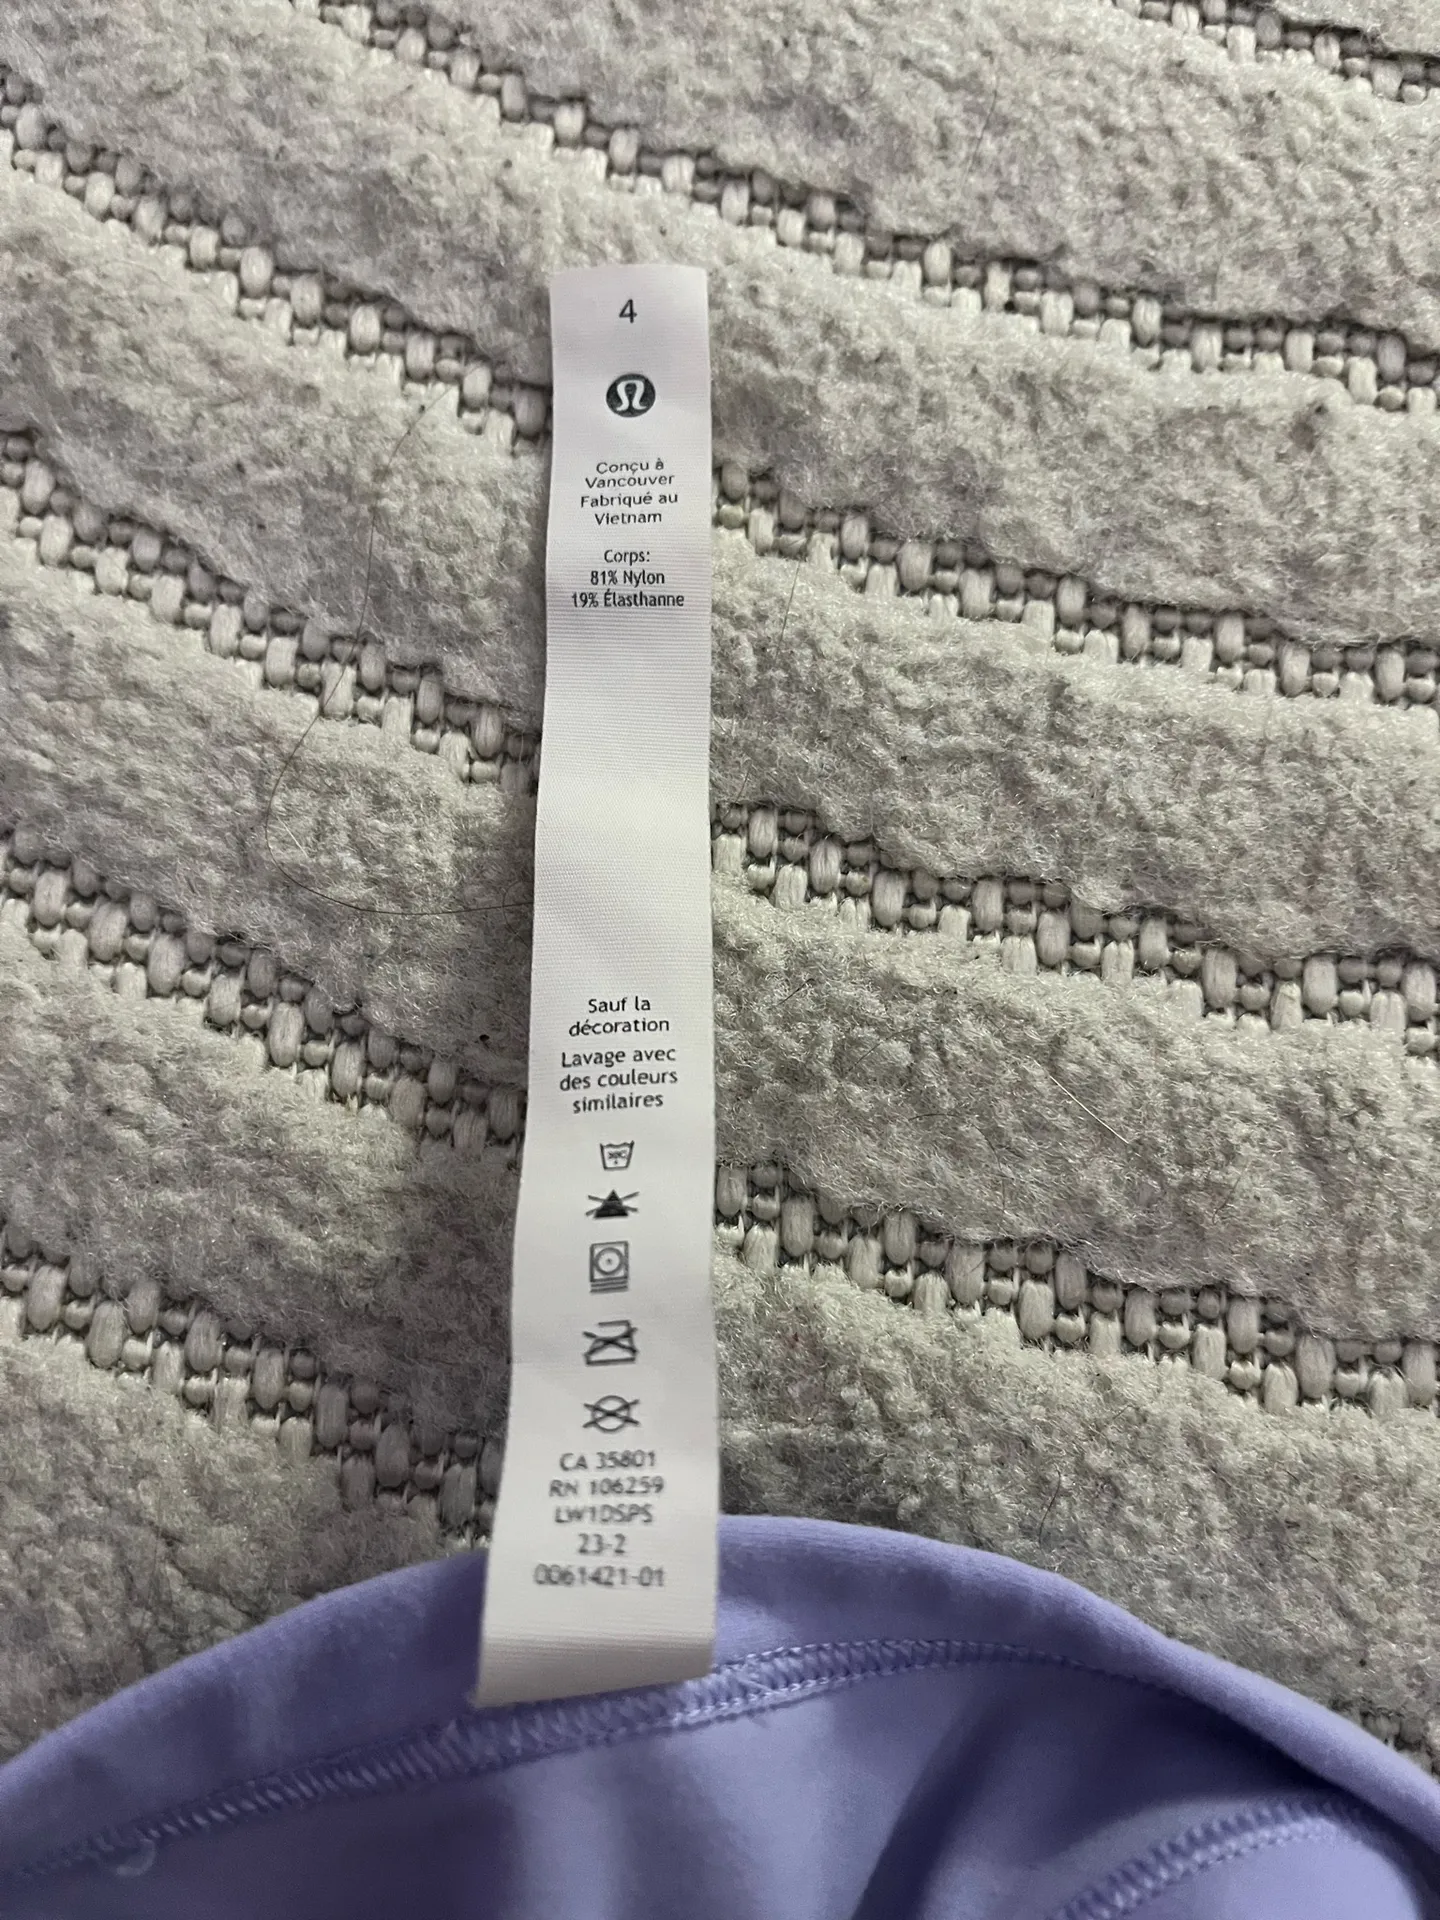 4
Conçu à
Vancouver
Fabriqué au
Vietnam
Corps:
81% Nylon
19% Élasthanne
Sauf la
décoration
Lavage avec
des couleurs
similaires
30C
CA 35801
RN 106259
LW1DSPS
23-2
0061421-01